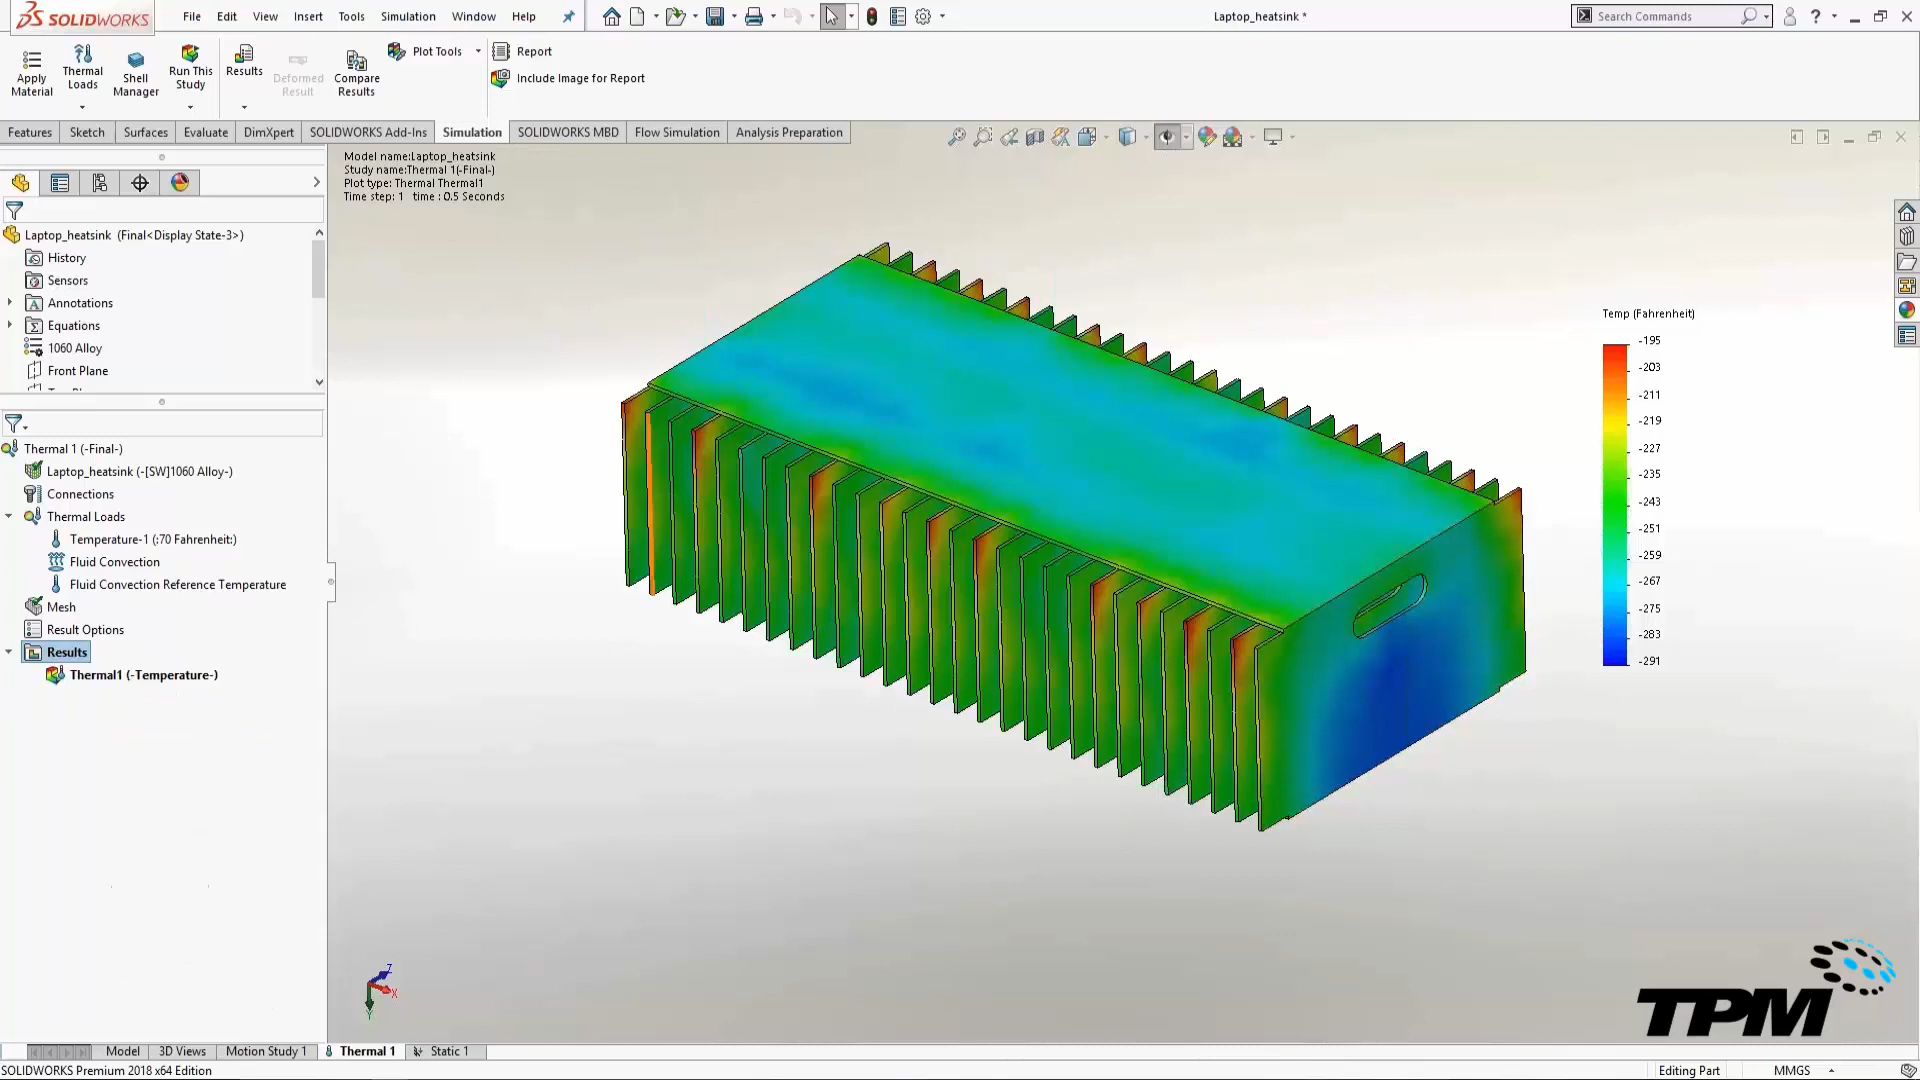 SOLIDWORKS
File Edit View Insert Tools Simulation Window Help
Laptop_heatsink *
Search Commands
Apply Material
Thermal Loads
Shell Manager
Run This Study
Results
Deformed Result
Compare Results
Plot Tools
Report
Include Image for Report
Features Sketch Surfaces Evaluate DimXpert SOLIDWORKS Add-Ins Simulation SOLIDWORKS MBD Flow Simulation Analysis Preparation
Model name:Laptop_heatsink
Study name:Thermal 1(-Final-)
Plot type: Thermal Thermal1
Time step: 1 time : 0.5 Seconds
Laptop_heatsink (Final<Display State-3>)
History
Sensors
Annotations
Equations
1060 Alloy
Front Plane
Thermal 1 (-Final-)
Laptop_heatsink (-[SW]1060 Alloy-)
Connections
Thermal Loads
Temperature-1 (:70 Fahrenheit:)
Fluid Convection
Fluid Convection Reference Temperature
Mesh
Result Options
Results
Thermal1 (-Temperature-)
Temp (Fahrenheit)
-195
-203
-211
-219
-227
-235
-243
-251
-259
-267
-275
-283
-291
Z
X
Y
TPM
Model 3D Views Motion Study 1 Thermal 1 Static 1
SOLIDWORKS Premium 2018 x64 Edition
Editing Part
MMGS